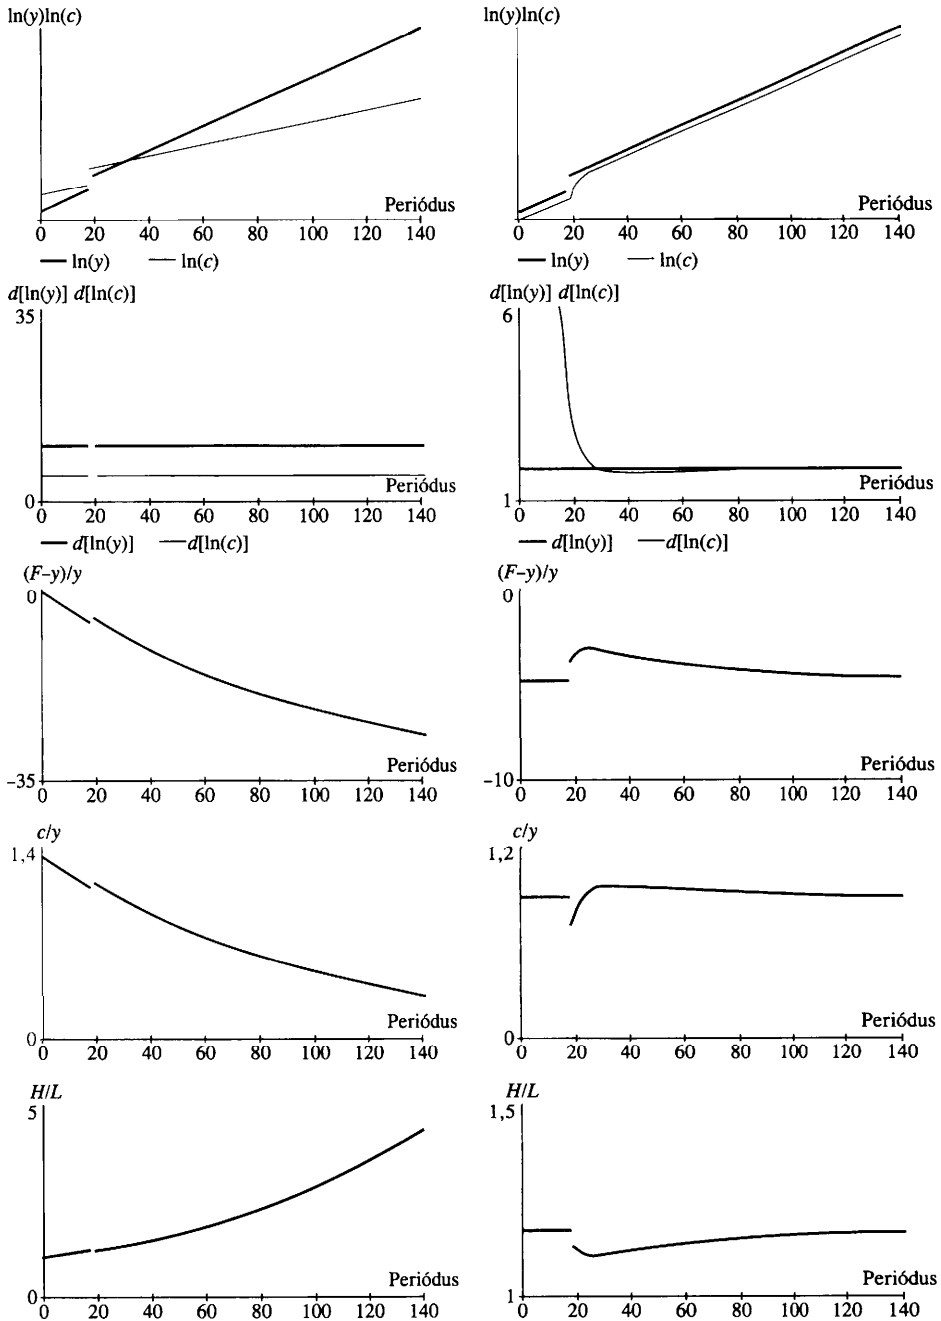 ln(y)ln(c)
Periódus
0 20 40 60 80 100 120 140
ln(y) ln(c)
ln(y)ln(c)
Periódus
0 20 40 60 80 100 120 140
ln(y) ln(c)
d[ln(y)] d[ln(c)]
35
Periódus
0
0 20 40 60 80 100 120 140
d[ln(y)] d[ln(c)]
d[ln(y)] d[ln(c)]
6
Periódus
1
0 20 40 60 80 100 120 140
d[ln(y)] d[ln(c)]
(F–y)/y
0
Periódus
–35
0 20 40 60 80 100 120 140
(F–y)/y
0
Periódus
–10
0 20 40 60 80 100 120 140
c/y
1,4
Periódus
0
0 20 40 60 80 100 120 140
c/y
1,2
Periódus
0
0 20 40 60 80 100 120 140
H/L
5
Periódus
0
0 20 40 60 80 100 120 140
H/L
1,5
Periódus
1
0 20 40 60 80 100 120 140